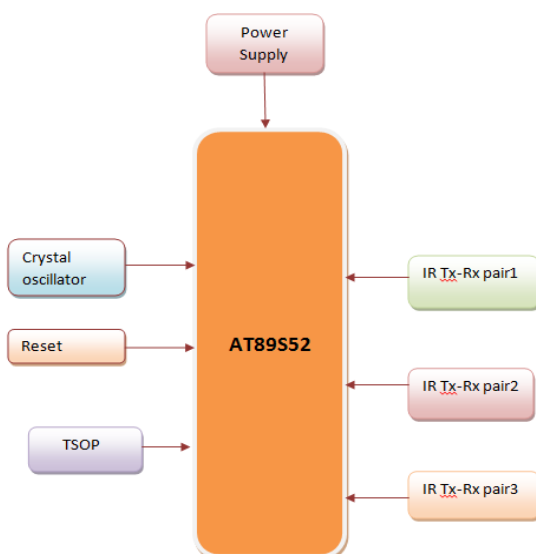 Power
Supply
Crystal
oscillator
Reset
TSOP
AT89S52
IR Tx-Rx pair1
IR Tx-Rx pair2
IR Tx-Rx pair3